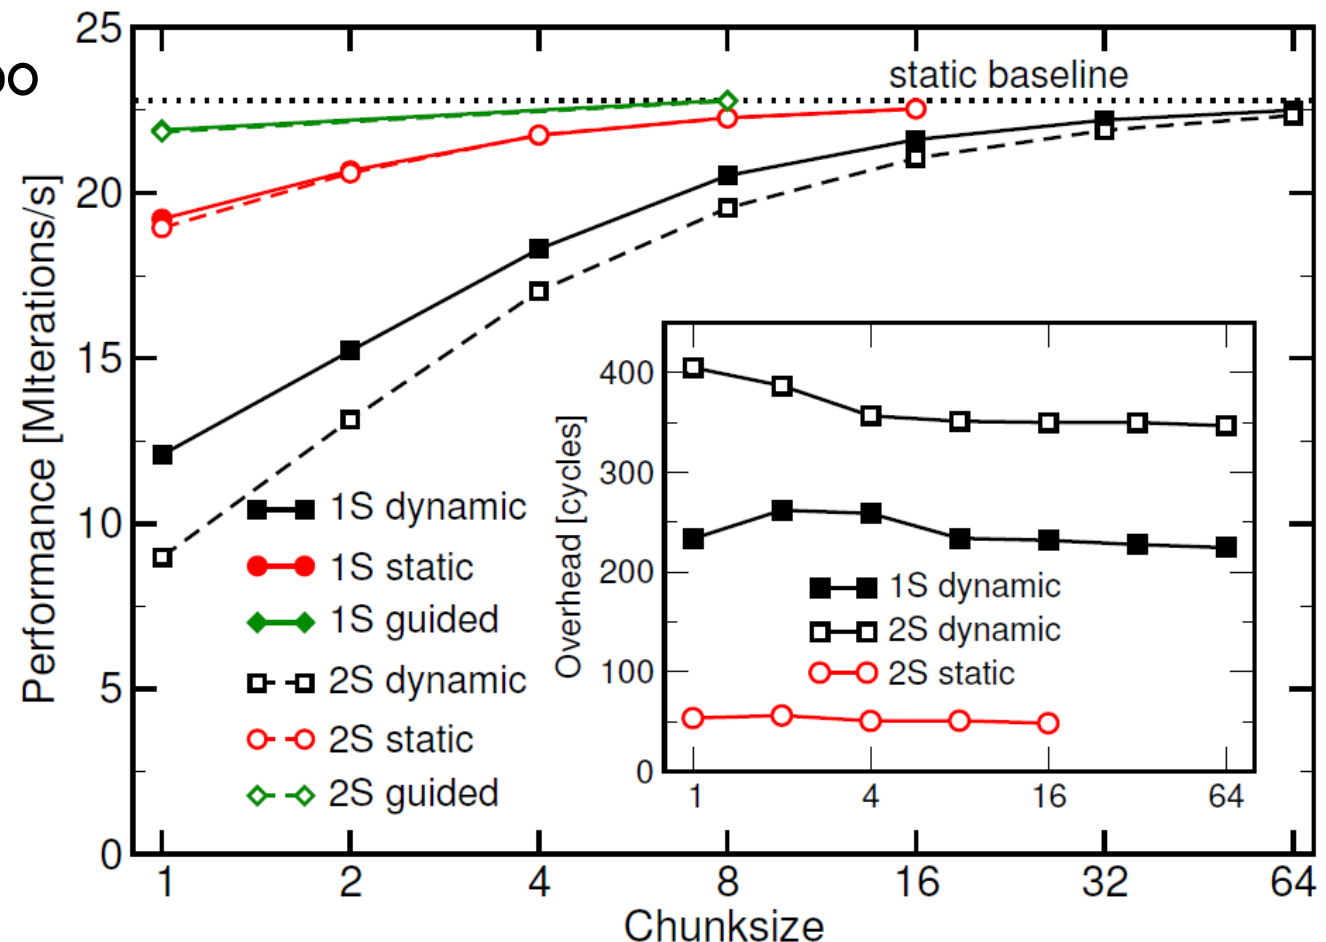 25
po
static baseline
20
15
10
5
0
Performance [MIterations/s]
1S dynamic
1S static
1S guided
2S dynamic
2S static
2S guided
400
300
200
100
0
Overhead [cycles]
1S dynamic
2S dynamic
2S static
1 4 16 64
1 2 4 8 16 32 64
Chunksize